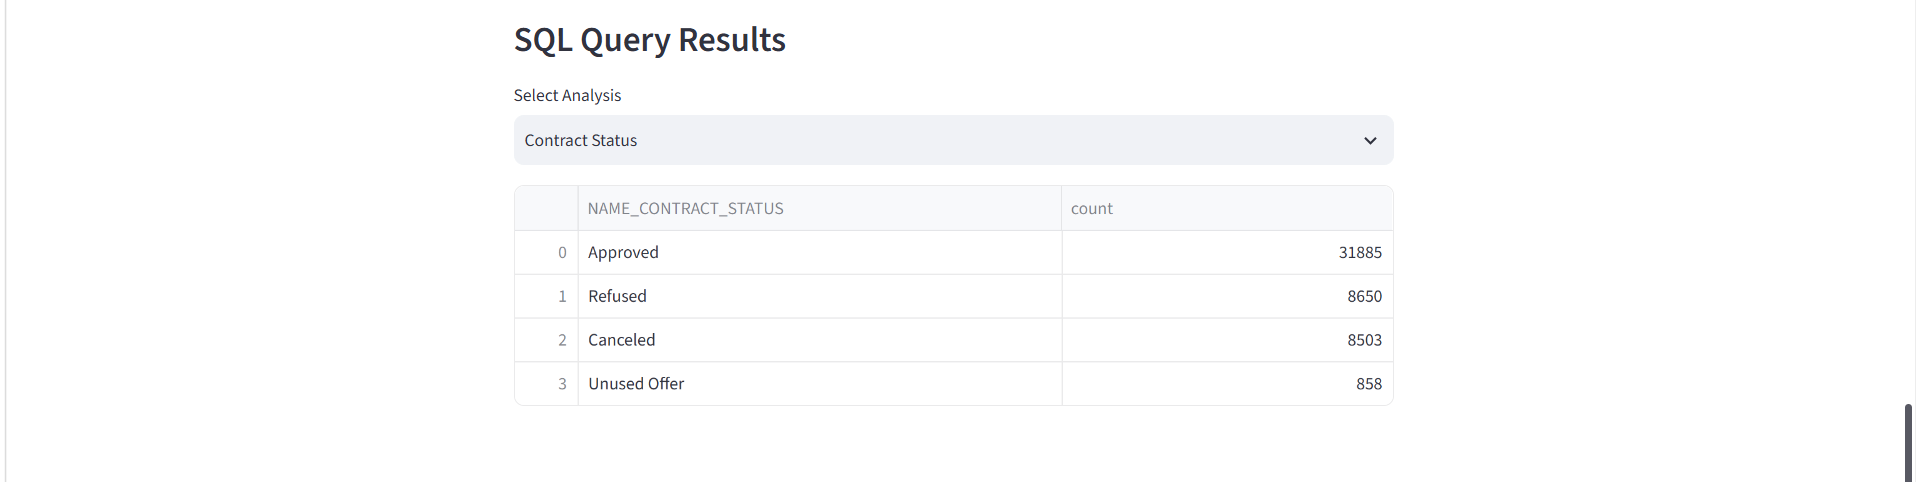 SQL Query Results
Select Analysis
Contract Status
NAME_CONTRACT_STATUS count
0 Approved 31885
1 Refused 8650
2 Canceled 8503
3 Unused Offer 858